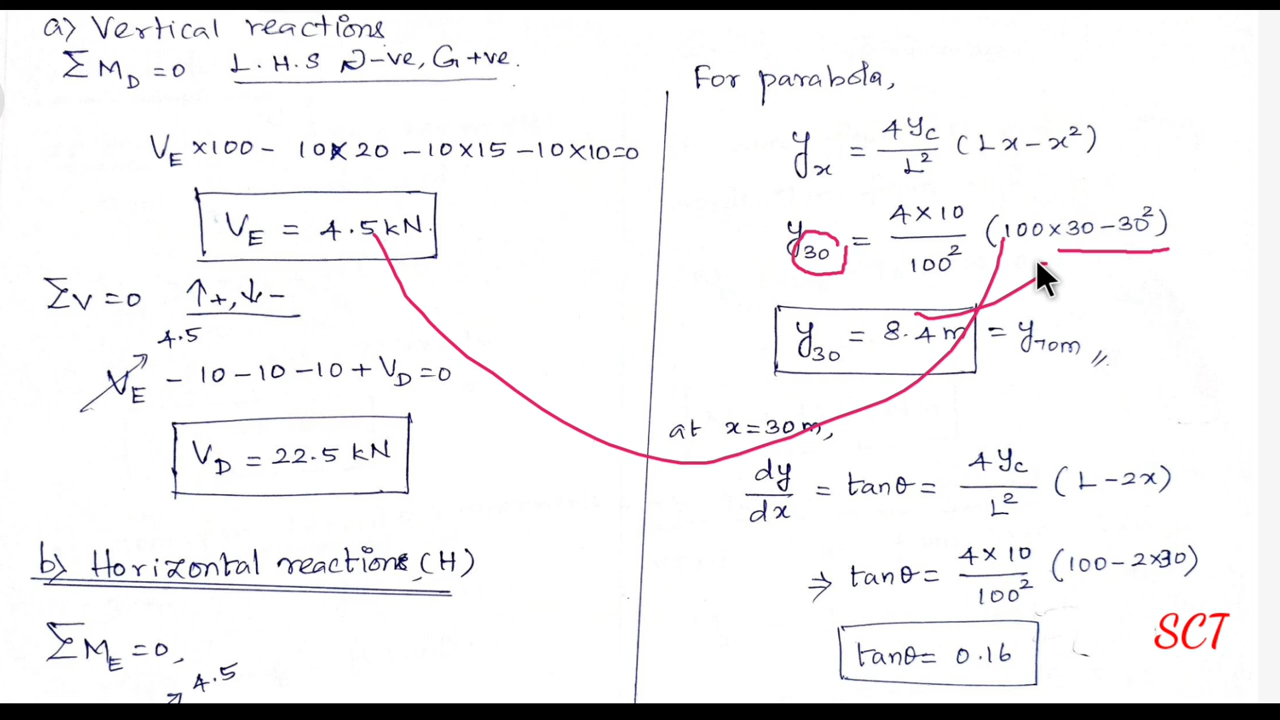 a) Vertical reactions
ΣM_D = 0 L.H.S ↻-ve, ↺+ve.
V_E × 100 - 10 × 20 - 10 × 15 - 10 × 10 = 0
V_E = 4.5 kN.
ΣV = 0 ↑+, ↓-
4.5
V_E - 10 - 10 - 10 + V_D = 0
V_D = 22.5 kN
b) Horizontal reactions (H)
ΣM_E = 0,
4.5
For parabola,
y_x = 4y_c/L² (Lx - x²)
y_30 = 4×10/100² (100×30 - 30²)
y_30 = 8.4 m = y_70m //
at x = 30 m,
dy/dx = tanθ = 4y_c/L² (L - 2x)
⇒ tanθ = 4×10/100² (100 - 2×30)
tanθ = 0.16
SCT